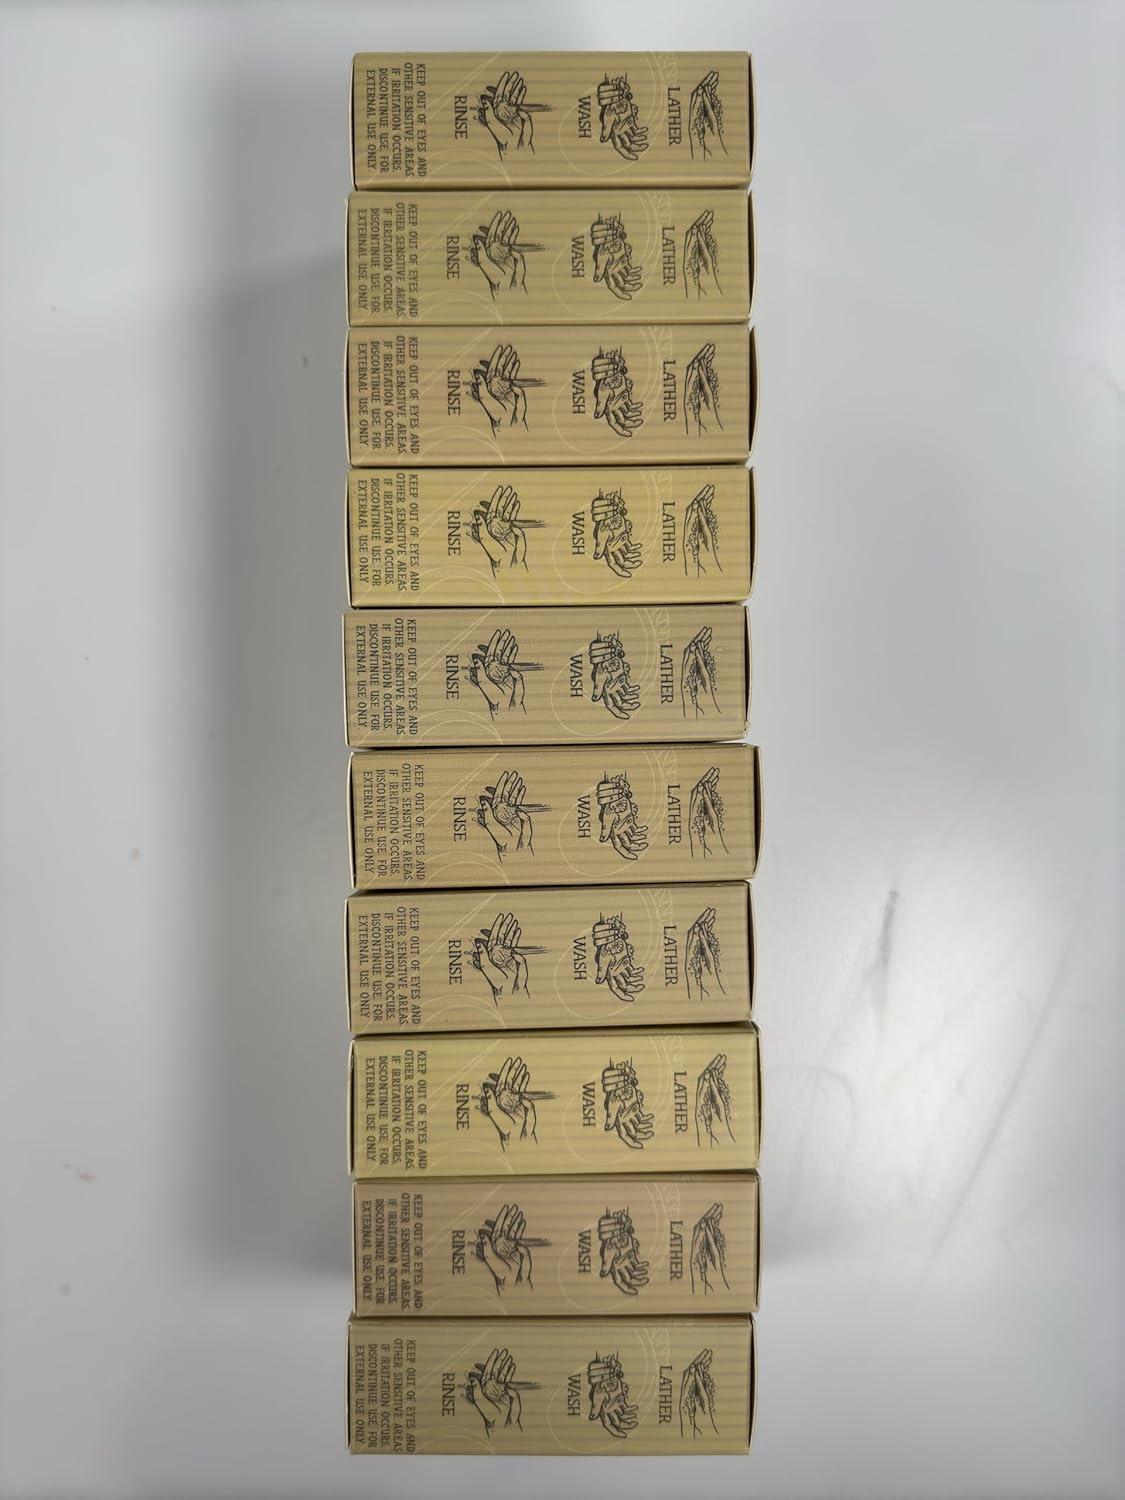 LATHER
WASH
RINSE
KEEP OUT OF EYES AND
OTHER SENSITIVE AREAS.
IF IRRITATION OCCURS,
DISCONTINUE USE. FOR
EXTERNAL USE ONLY.
LATHER
WASH
RINSE
KEEP OUT OF EYES AND
OTHER SENSITIVE AREAS.
IF IRRITATION OCCURS,
DISCONTINUE USE. FOR
EXTERNAL USE ONLY.
LATHER
WASH
RINSE
KEEP OUT OF EYES AND
OTHER SENSITIVE AREAS.
IF IRRITATION OCCURS,
DISCONTINUE USE. FOR
EXTERNAL USE ONLY.
LATHER
WASH
RINSE
KEEP OUT OF EYES AND
OTHER SENSITIVE AREAS.
IF IRRITATION OCCURS,
DISCONTINUE USE. FOR
EXTERNAL USE ONLY.
LATHER
WASH
RINSE
KEEP OUT OF EYES AND
OTHER SENSITIVE AREAS.
IF IRRITATION OCCURS,
DISCONTINUE USE. FOR
EXTERNAL USE ONLY.
LATHER
WASH
RINSE
KEEP OUT OF EYES AND
OTHER SENSITIVE AREAS.
IF IRRITATION OCCURS,
DISCONTINUE USE. FOR
EXTERNAL USE ONLY.
LATHER
WASH
RINSE
KEEP OUT OF EYES AND
OTHER SENSITIVE AREAS.
IF IRRITATION OCCURS,
DISCONTINUE USE. FOR
EXTERNAL USE ONLY.
LATHER
WASH
RINSE
KEEP OUT OF EYES AND
OTHER SENSITIVE AREAS.
IF IRRITATION OCCURS,
DISCONTINUE USE. FOR
EXTERNAL USE ONLY.
LATHER
WASH
RINSE
KEEP OUT OF EYES AND
OTHER SENSITIVE AREAS.
IF IRRITATION OCCURS,
DISCONTINUE USE. FOR
EXTERNAL USE ONLY.
LATHER
WASH
RINSE
KEEP OUT OF EYES AND
OTHER SENSITIVE AREAS.
IF IRRITATION OCCURS,
DISCONTINUE USE. FOR
EXTERNAL USE ONLY.